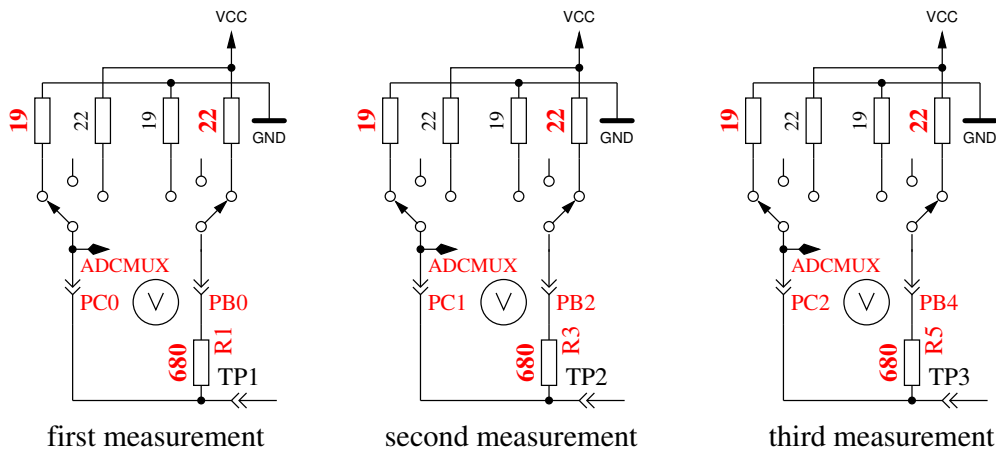 VCC
19
22
19
22
GND
ADCMUX
PC0
V
PB0
680
R1
TP1
first measurement
VCC
19
22
19
22
GND
ADCMUX
PC1
V
PB2
680
R3
TP2
second measurement
VCC
19
22
19
22
GND
ADCMUX
PC2
V
PB4
680
R5
TP3
third measurement